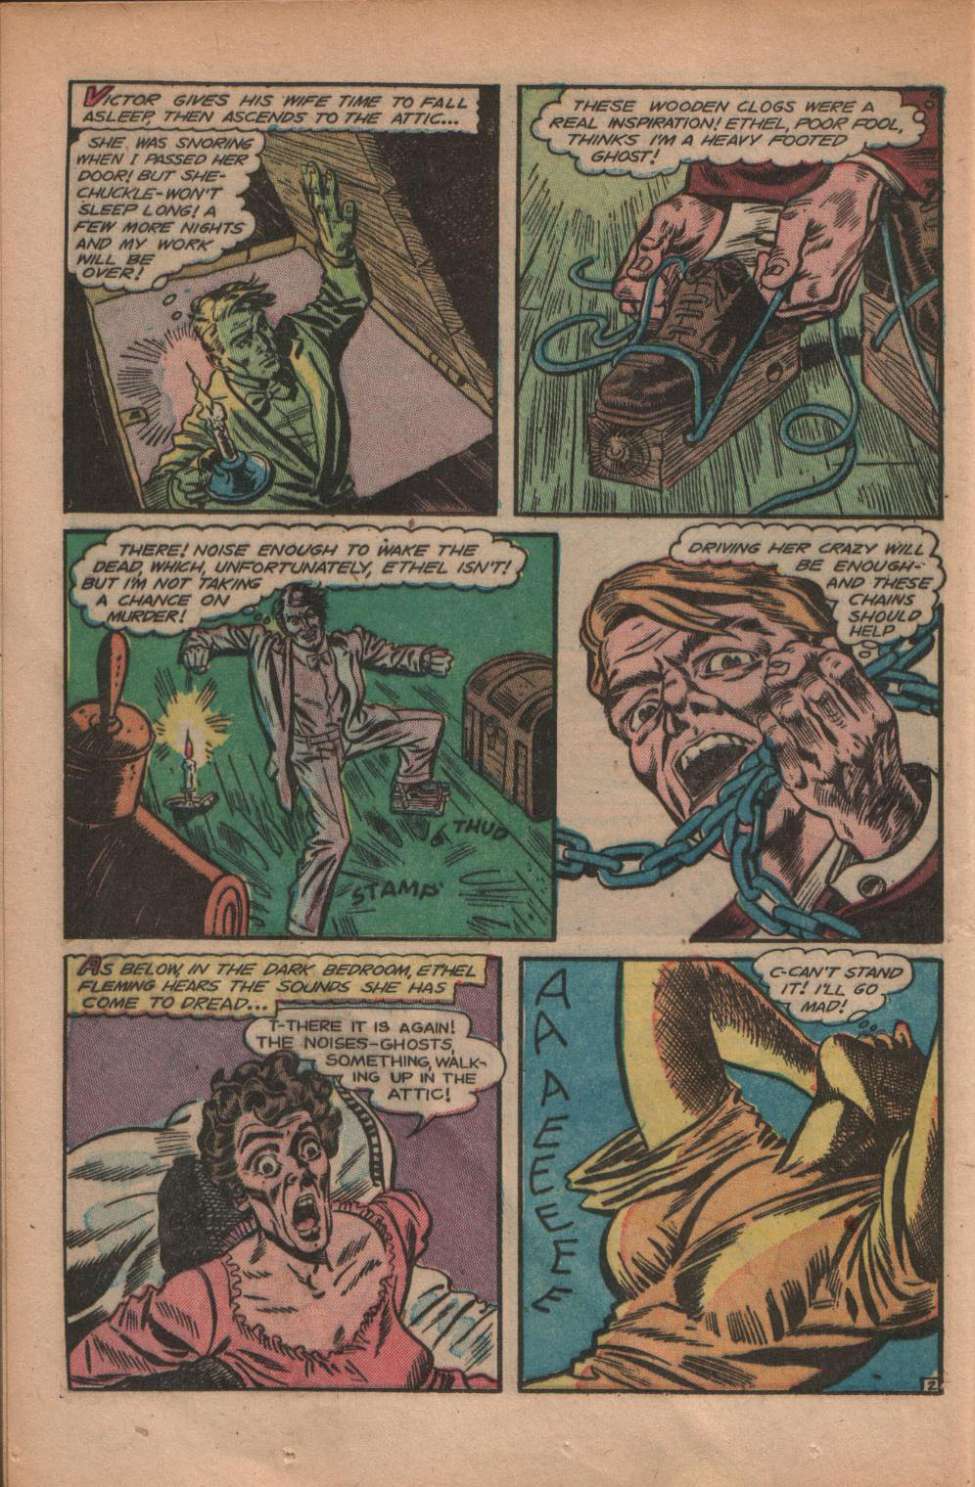 VICTOR GIVES HIS WIFE TIME TO FALL
ASLEEP, THEN ASCENDS TO THE ATTIC...
SHE WAS SNORING
WHEN I PASSED HER
DOOR! BUT SHE-
CHUCKLE-WON'T
SLEEP LONG! A
FEW MORE NIGHTS
AND MY WORK
WILL BE
OVER!
THESE WOODEN CLOGS WERE A
REAL INSPIRATION! ETHEL, POOR FOOL,
THINKS I'M A HEAVY FOOTED
GHOST!
THERE! NOISE ENOUGH TO WAKE THE
DEAD, WHICH, UNFORTUNATELY, ETHEL ISN'T!
BUT I'M NOT TAKING
A CHANCE ON
MURDER!
THUD
STAMP
DRIVING HER CRAZY WILL
BE ENOUGH-
AND THESE
CHAINS
SHOULD
HELP
AS BELOW, IN THE DARK BEDROOM, ETHEL
FLEMING HEARS THE SOUNDS SHE HAS
COME TO DREAD...
T-THERE IT IS AGAIN!
THE NOISES-GHOSTS,
SOMETHING, WALK-
ING UP IN THE
ATTIC!
AAAEEEEEE
C-CAN'T STAND
IT! I'LL GO
MAD!
2